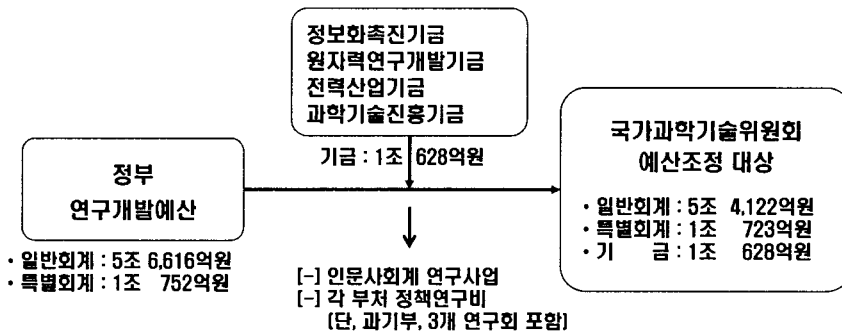 정보화촉진기금
원자력연구개발기금
전력산업기금
과학기술진흥기금
기금 : 1조 628억원
정부
연구개발예산
· 일반회계 : 5조 6,616억원
· 특별회계 : 1조 752억원
[-] 인문사회계 연구사업
[-] 각 부처 정책연구비
(단, 과기부, 3개 연구회 포함)
국가과학기술위원회
예산조정 대상
· 일반회계 : 5조 4,122억원
· 특별회계 : 1조 723억원
· 기 금 : 1조 628억원